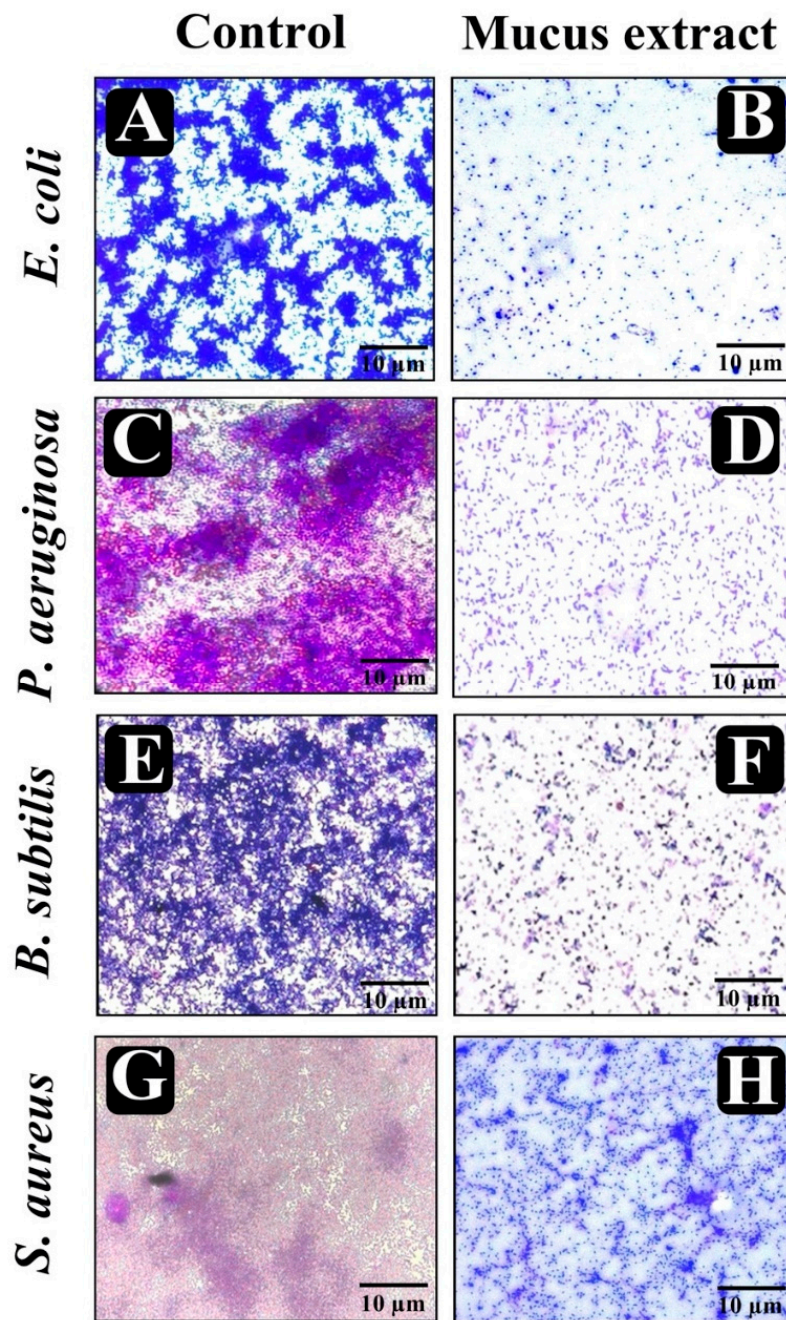 Control Mucus extract
E. coli
A
B
10 µm
10 µm
P. aeruginosa
C
D
10 µm
10 µm
B. subtilis
E
F
10 µm
10 µm
S. aureus
G
H
10 µm
10 µm